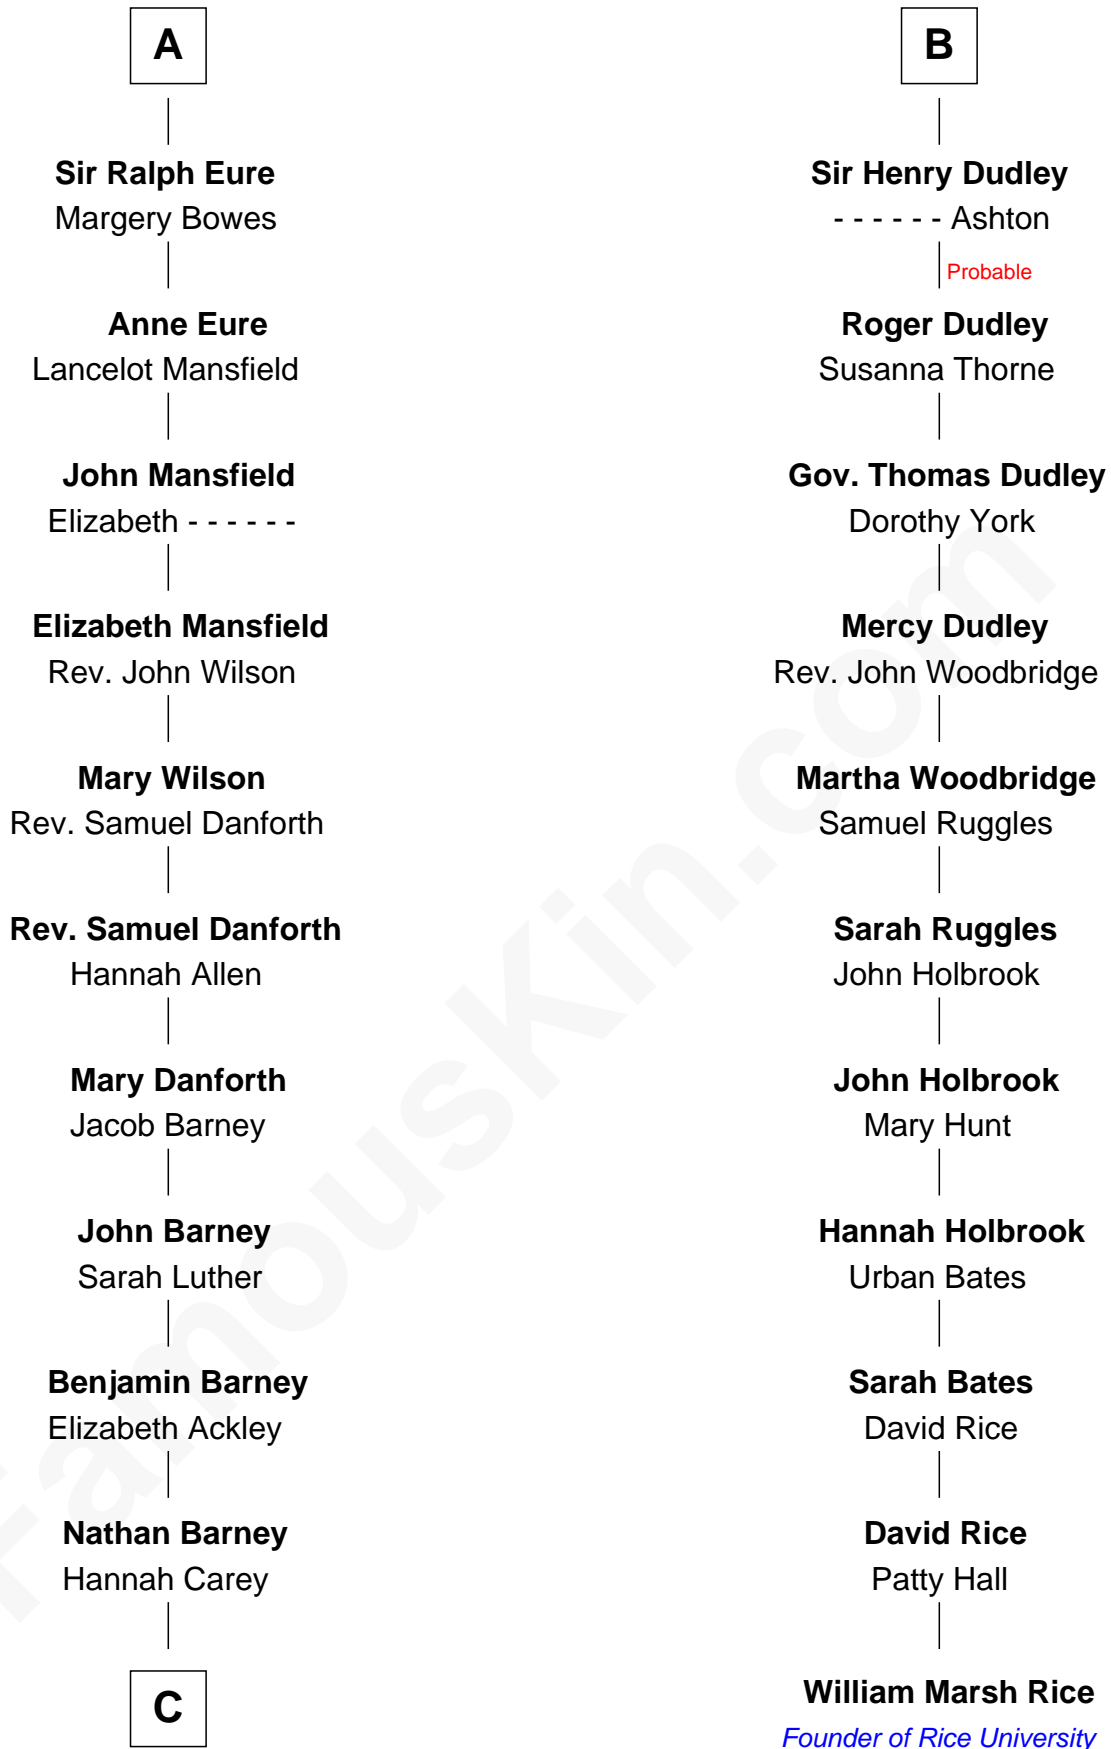 A
Sir Ralph Eure
Margery Bowes
Anne Eure
Lancelot Mansfield
John Mansfield
Elizabeth - - - - - -
Elizabeth Mansfield
Rev. John Wilson
Mary Wilson
Rev. Samuel Danforth
Rev. Samuel Danforth
Hannah Allen
Mary Danforth
Jacob Barney
John Barney
Sarah Luther
Benjamin Barney
Elizabeth Ackley
Nathan Barney
Hannah Carey
C
B
Sir Henry Dudley
- - - - - - Ashton
Probable
Roger Dudley
Susanna Thorne
Gov. Thomas Dudley
Dorothy York
Mercy Dudley
Rev. John Woodbridge
Martha Woodbridge
Samuel Ruggles
Sarah Ruggles
John Holbrook
John Holbrook
Mary Hunt
Hannah Holbrook
Urban Bates
Sarah Bates
David Rice
David Rice
Patty Hall
William Marsh Rice
Founder of Rice University
FamousKin.com